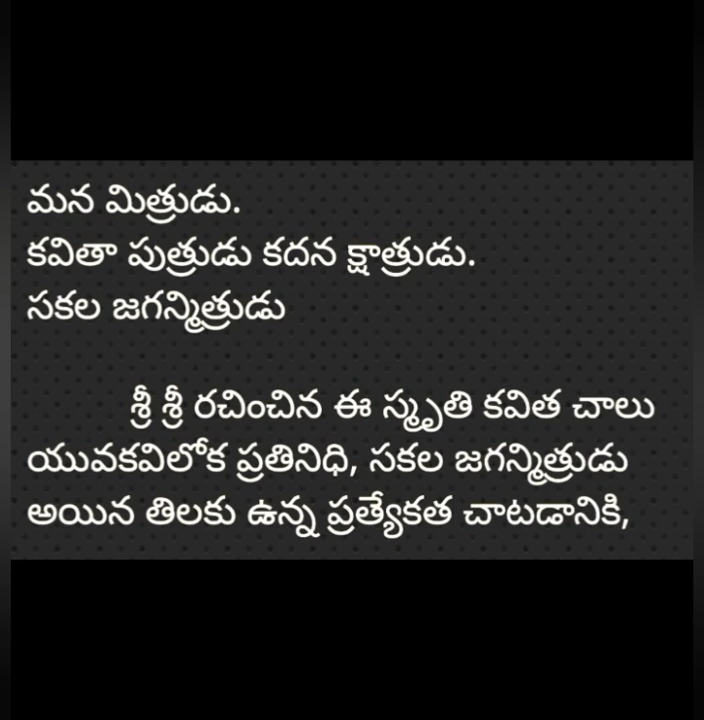 మన మిత్రుడు.
కవితా పుత్రుడు కదన క్షాత్రుడు.
సకల జగన్మిత్రుడు
శ్రీ శ్రీ రచించిన ఈ స్మృతి కవిత చాలు
యువకవిలోక ప్రతినిధి, సకల జగన్మిత్రుడు
అయిన తిలకు ఉన్న ప్రత్యేకత చాటడానికి,